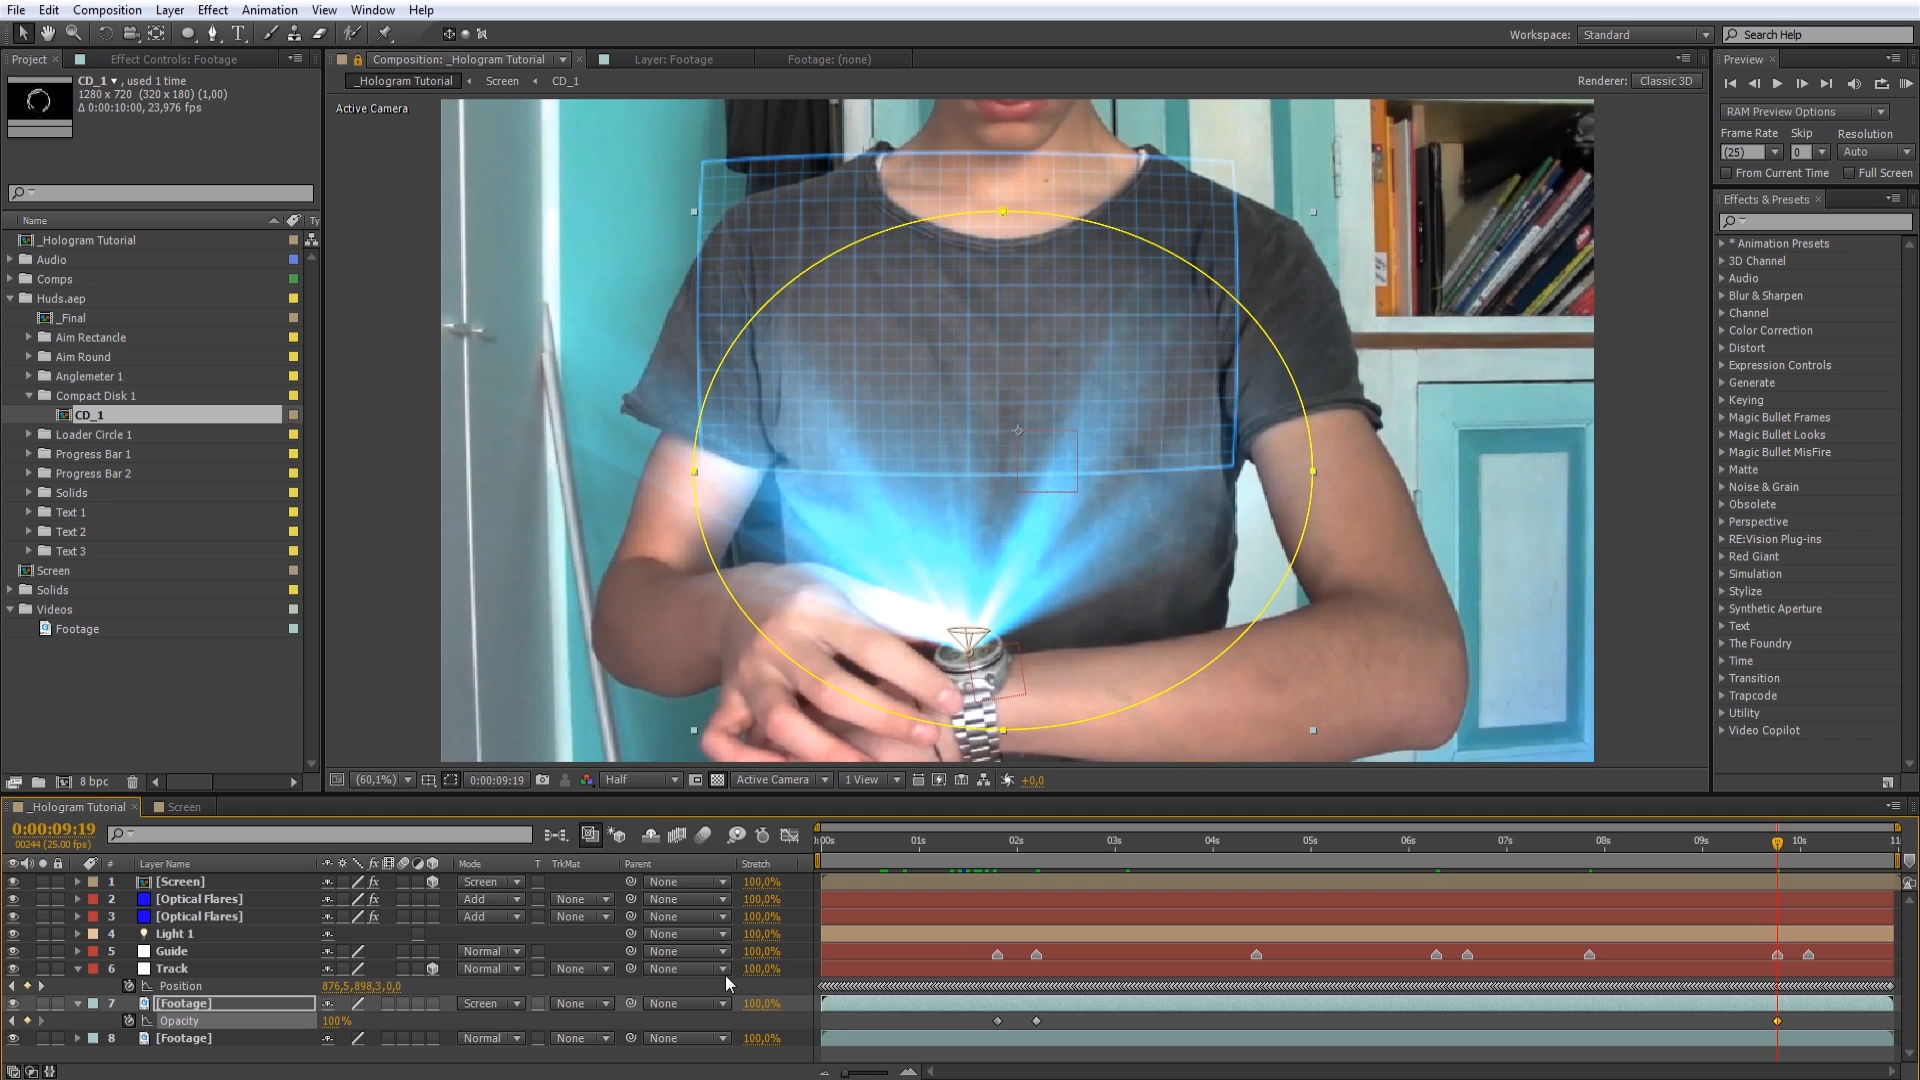 File Edit Composition Layer Effect Animation View Window Help
Workspace: Standard Search Help
Project Effect Controls: Footage
CD_1 , used 1 time
1280 x 720 (320 x 180) (1,00)
Δ 0:00:10:00, 23,976 fps
Name Ty
_Hologram Tutorial
Audio
Comps
Huds.aep
_Final
Aim Rectangle
Aim Round
Anglemeter 1
Compact Disk 1
CD_1
Loader Circle 1
Progress Bar 1
Progress Bar 2
Solids
Text 1
Text 2
Text 3
Screen
Solids
Videos
Footage
8 bpc
Composition: _Hologram Tutorial Layer: Footage Footage: (none)
_Hologram Tutorial Screen CD_1 Renderer: Classic 3D
Active Camera
(60,1%) 0:00:09:19 Half Active Camera 1 View +0,0
Preview
RAM Preview Options
Frame Rate Skip Resolution
(25) 0 Auto
From Current Time Full Screen
Effects & Presets
* Animation Presets
3D Channel
Audio
Blur & Sharpen
Channel
Color Correction
Distort
Expression Controls
Generate
Keying
Magic Bullet Frames
Magic Bullet Looks
Magic Bullet MisFire
Matte
Noise & Grain
Obsolete
Perspective
RE:Vision Plug-ins
Red Giant
Simulation
Stylize
Synthetic Aperture
Text
The Foundry
Time
Transition
Trapcode
Utility
Video Copilot
_Hologram Tutorial Screen
0:00:09:19
00244 (25.00 fps)
:00s 01s 02s 03s 04s 05s 06s 07s 08s 09s 10s 11
# Layer Name fx Mode T TrkMat Parent Stretch
1 [Screen] fx Screen None 100,0%
2 [Optical Flares] fx Add None None 100,0%
3 [Optical Flares] fx Add None None 100,0%
4 Light 1 None 100,0%
5 Guide Normal None 100,0%
6 Track Normal None None 100,0%
Position 876,5,898,3,0,0
7 [Footage] Screen None None 100,0%
Opacity 100%
8 [Footage] Normal None None 100,0%